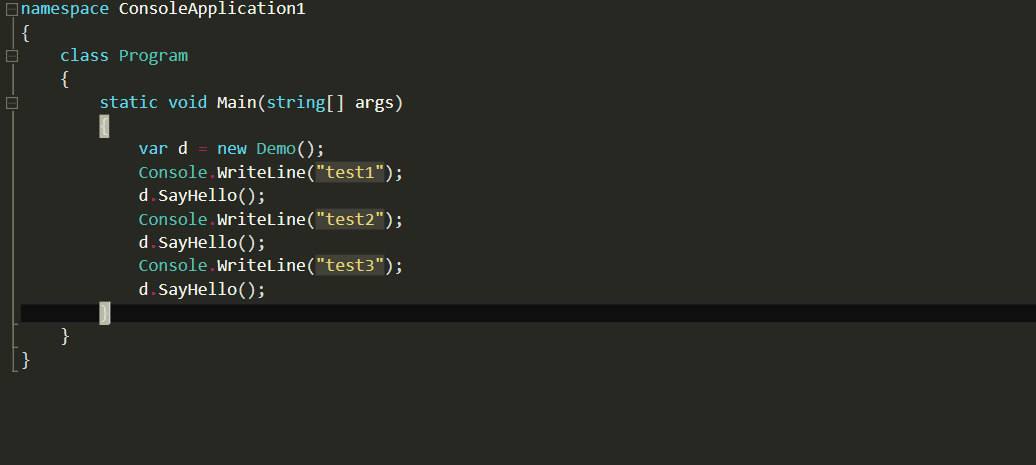 namespace ConsoleApplication1
{
    class Program
    {
        static void Main(string[] args)
        {
            var d = new Demo();
            Console.WriteLine("test1");
            d.SayHello();
            Console.WriteLine("test2");
            d.SayHello();
            Console.WriteLine("test3");
            d.SayHello();
        }
    }
}